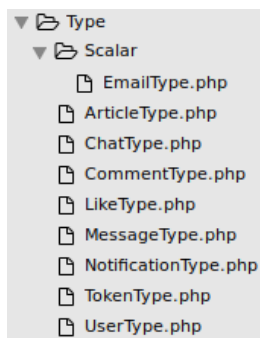 Type
Scalar
EmailType.php
ArticleType.php
ChatType.php
CommentType.php
LikeType.php
MessageType.php
NotificationType.php
TokenType.php
UserType.php